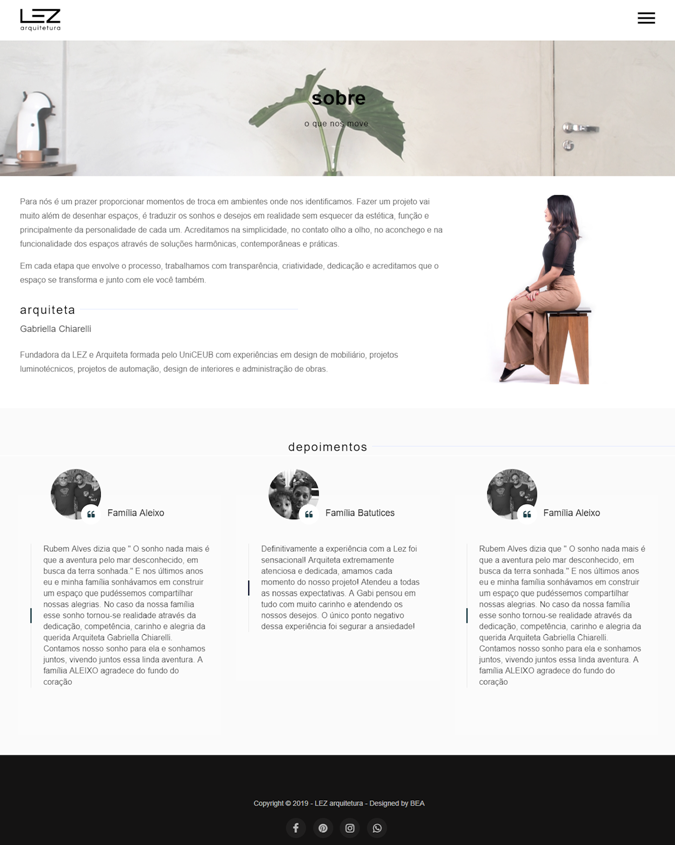 LEZ
arquitetura
sobre
o que nos move
Para nós é um prazer proporcionar momentos de troca em ambientes onde nos identificamos. Fazer um projeto vai
muito além de desenhar espaços, é traduzir os sonhos e desejos em realidade sem esquecer da estética, função e
principalmente da personalidade de cada um. Acreditamos na simplicidade, no contato olho a olho, no aconchego e na
funcionalidade dos espaços através de soluções harmônicas, contemporâneas e práticas.
Em cada etapa que envolve o processo, trabalhamos com transparência, criatividade, dedicação e acreditamos que o
espaço se transforma e junto com ele você também.
arquiteta
Gabriella Chiarelli
Fundadora da LEZ e Arquiteta formada pelo UniCEUB com experiências em design de mobiliário, projetos
luminotécnicos, projetos de automação, design de interiores e administração de obras.
depoimentos
Família Aleixo
Rubem Alves dizia que " O sonho nada mais é
que a aventura pelo mar desconhecido, em
busca da terra sonhada." E nos últimos anos
eu e minha família sonhávamos em construir
um espaço que pudéssemos compartilhar
nossas alegrias. No caso da nossa família
esse sonho tornou-se realidade através da
dedicação, competência, carinho e alegria da
querida Arquiteta Gabriella Chiarelli.
Contamos nosso sonho para ela e sonhamos
juntos, vivendo juntos essa linda aventura. A
família ALEIXO agradece do fundo do
coração
Família Batutices
Definitivamente a experiência com a Lez foi
sensacional! Arquiteta extremamente
atenciosa e dedicada, amamos cada
momento do nosso projeto! Atendeu a todas
as nossas expectativas. A Gabi pensou em
tudo com muito carinho e atendendo os
nossos desejos. O único ponto negativo
dessa experiência foi segurar a ansiedade!
Família Aleixo
Rubem Alves dizia que " O sonho nada mais é
que a aventura pelo mar desconhecido, em
busca da terra sonhada." E nos últimos anos
eu e minha família sonhávamos em construir
um espaço que pudéssemos compartilhar
nossas alegrias. No caso da nossa família
esse sonho tornou-se realidade através da
dedicação, competência, carinho e alegria da
querida Arquiteta Gabriella Chiarelli.
Contamos nosso sonho para ela e sonhamos
juntos, vivendo juntos essa linda aventura. A
família ALEIXO agradece do fundo do
coração
Copyright © 2019 - LEZ arquitetura - Designed by BEA